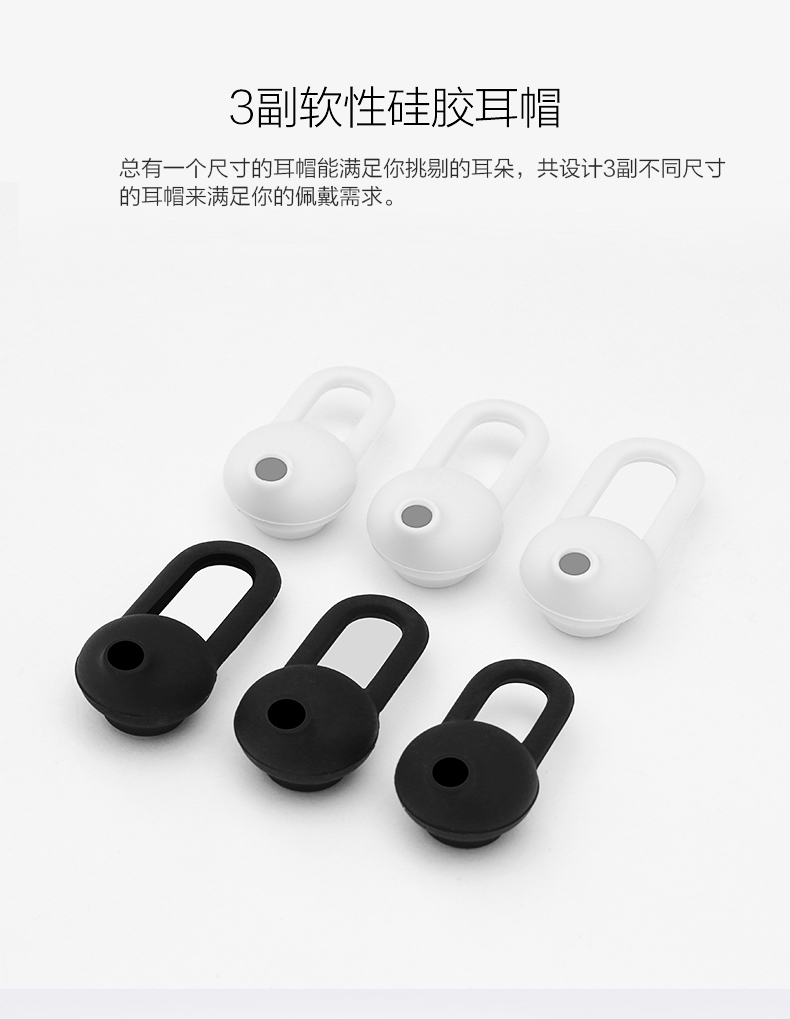 3副软性硅胶耳帽
总有一个尺寸的耳帽能满足你挑剔的耳朵，共设计3副不同尺寸
的耳帽来满足你的佩戴需求。